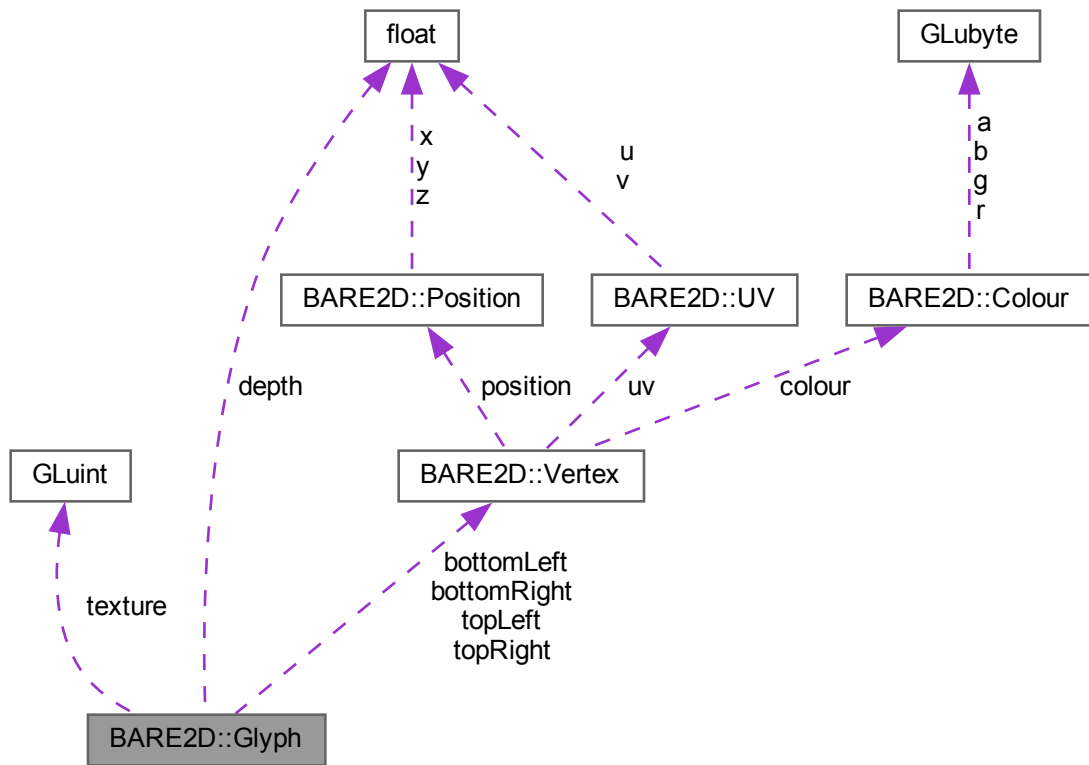 float
GLubyte
x
y
z
u
v
a
b
g
r
BARE2D::Position
BARE2D::UV
BARE2D::Colour
depth
position
uv
colour
GLuint
BARE2D::Vertex
texture
bottomLeft
bottomRight
topLeft
topRight
BARE2D::Glyph